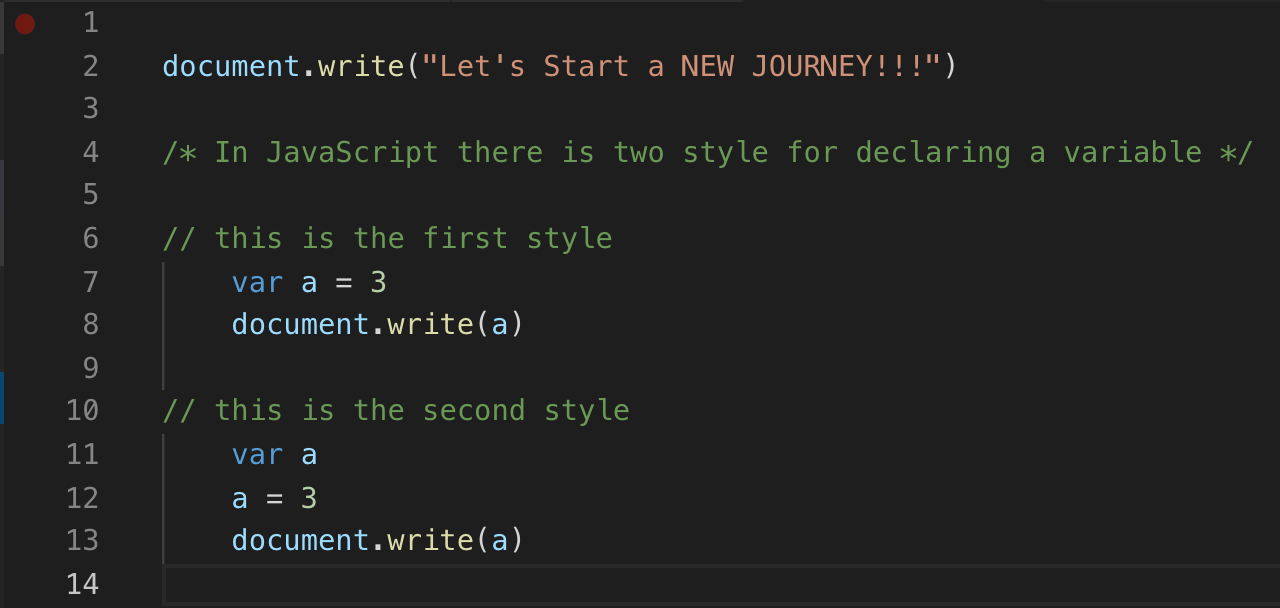 1
2 document.write("Let's Start a NEW JOURNEY!!!")
3
4 /* In JavaScript there is two style for declaring a variable */
5
6 // this is the first style
7 var a = 3
8 document.write(a)
9
10 // this is the second style
11 var a
12 a = 3
13 document.write(a)
14